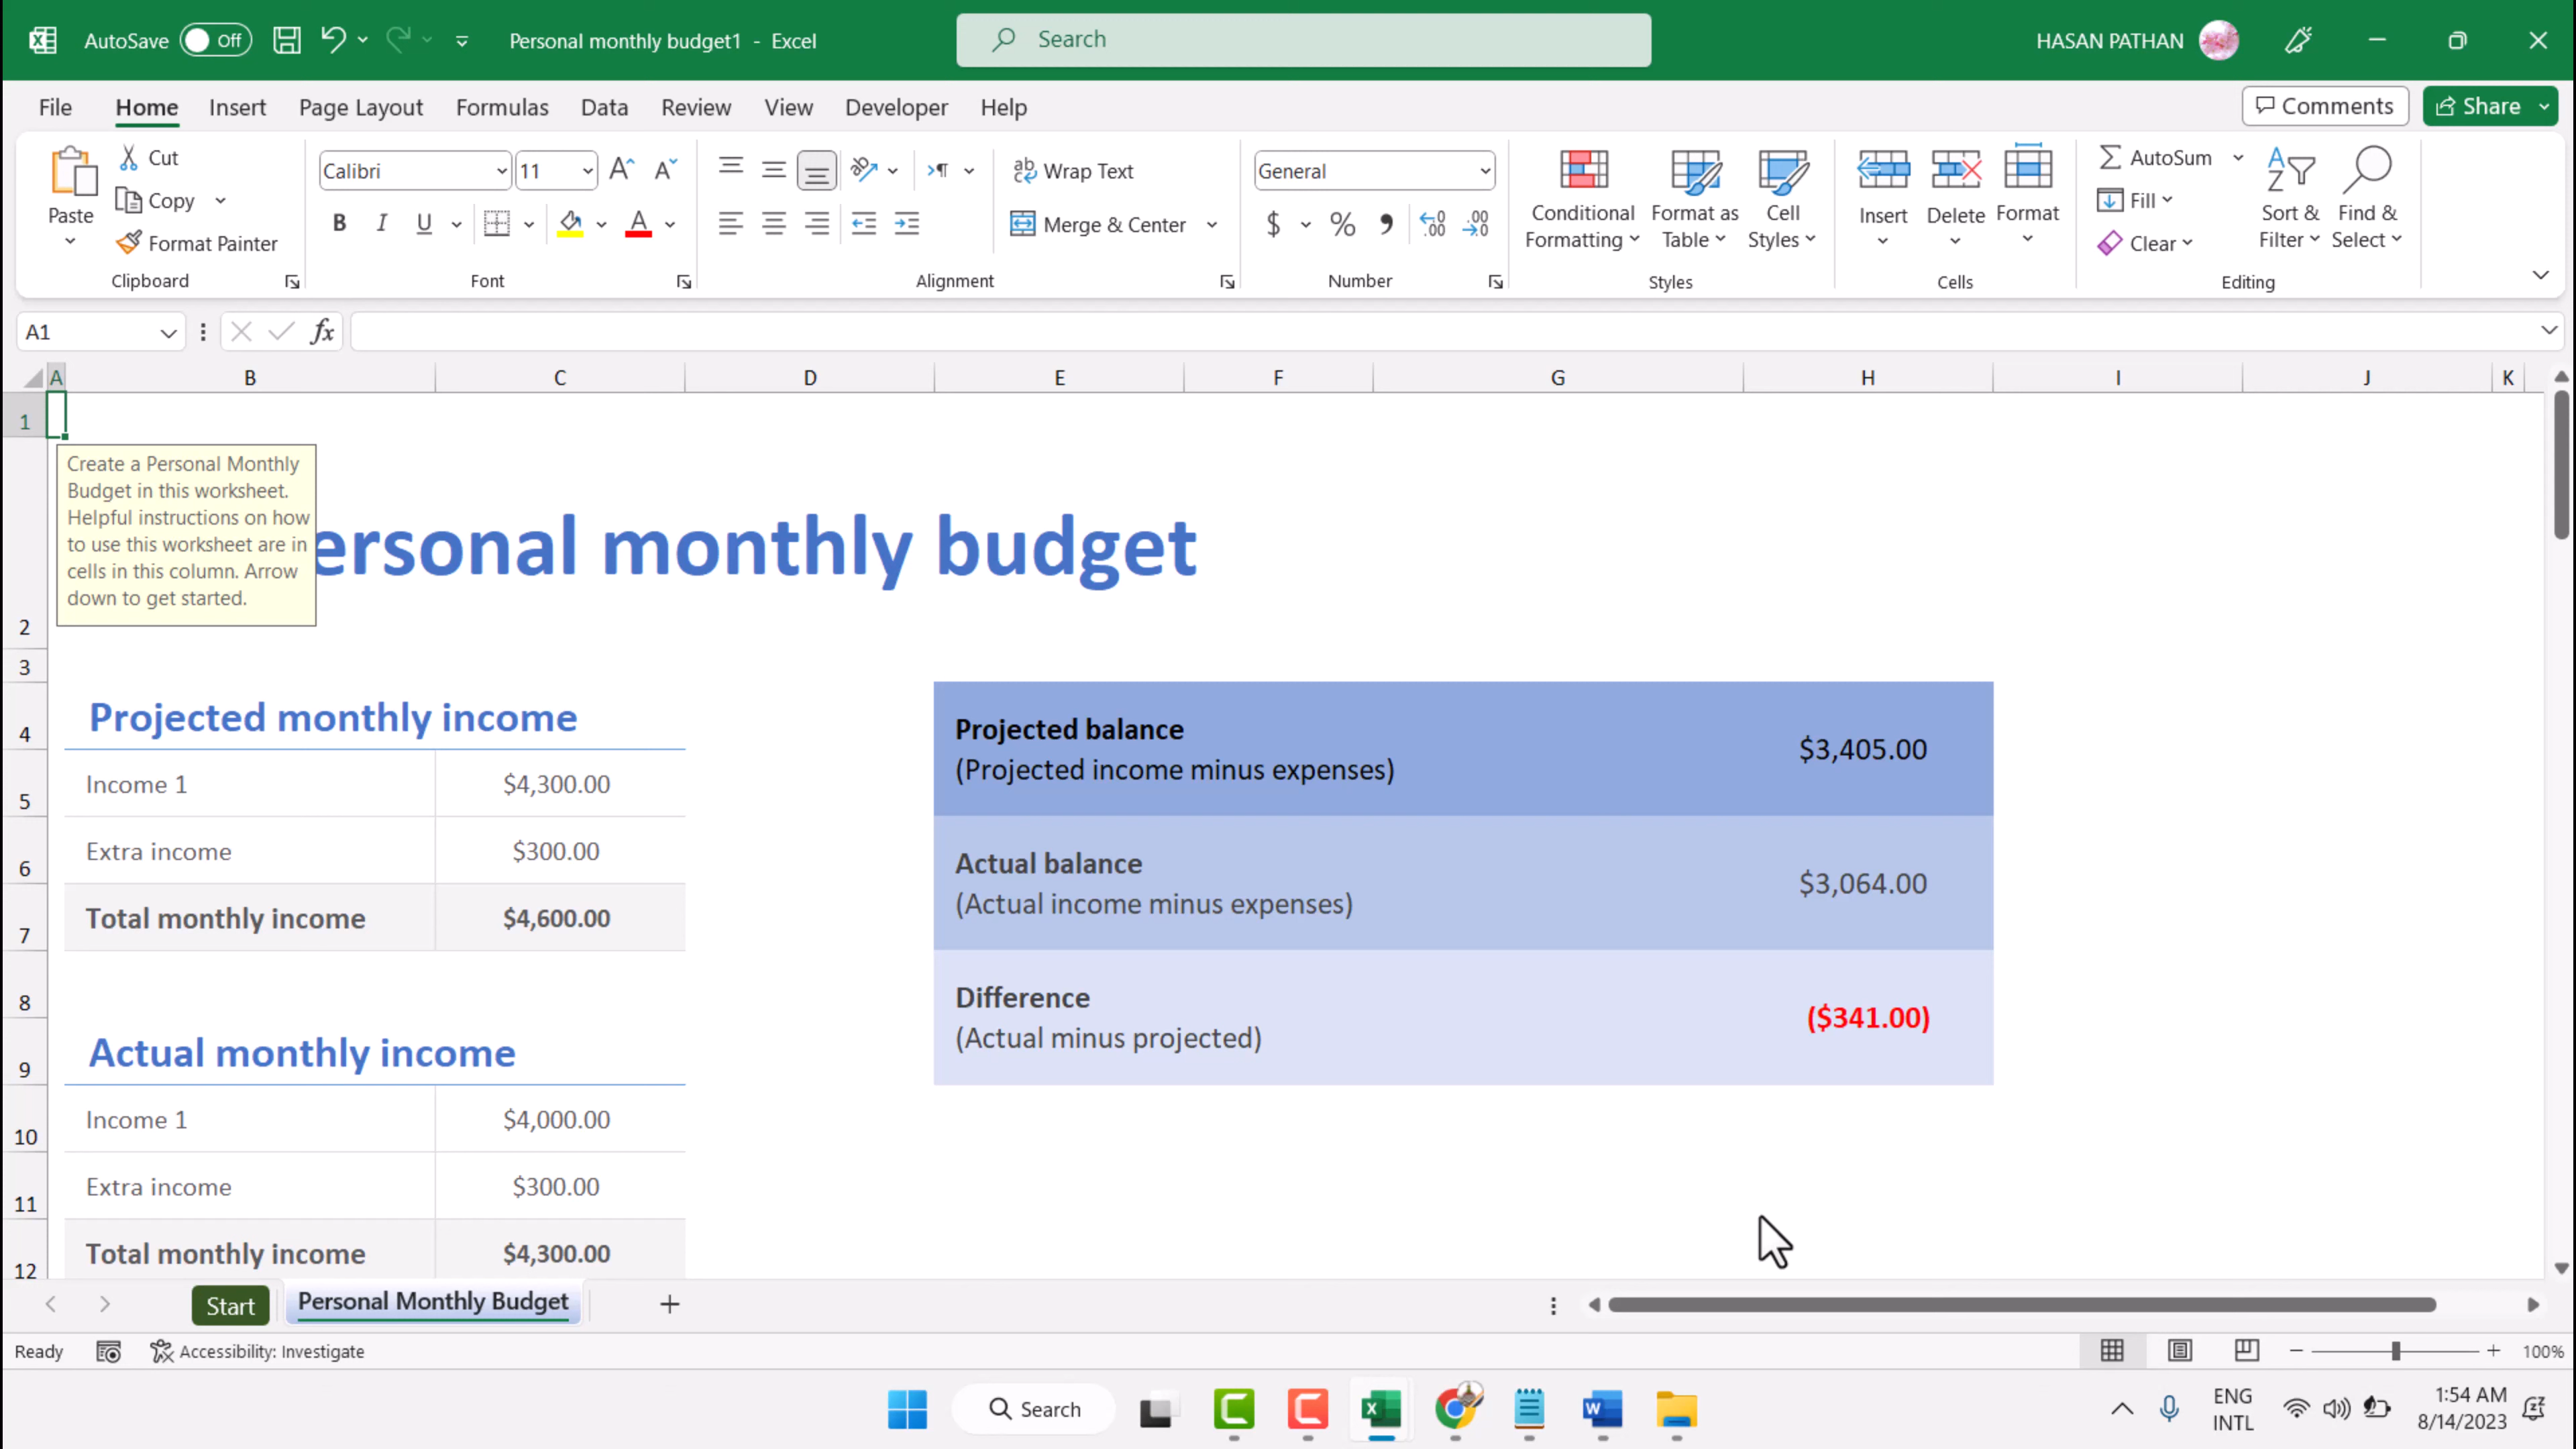 AutoSave Off Personal monthly budget1 - Excel Search HASAN PATHAN
File Home Insert Page Layout Formulas Data Review View Developer Help Comments Share
Paste
Cut
Copy
Format Painter
Clipboard
Calibri 11
B I U A
Font
Wrap Text
Merge & Center
Alignment
General
$ % ,
Number
Conditional Formatting
Format as Table
Cell Styles
Styles
Insert Delete Format
Cells
AutoSum
Fill
Clear
Sort & Filter
Find & Select
Editing
A1 fx
A B C D E F G H I J K
1
Create a Personal Monthly
Budget in this worksheet.
Helpful instructions on how
to use this worksheet are in
cells in this column. Arrow
down to get started.
ersonal monthly budget
2
3
4 Projected monthly income
5 Income 1 $4,300.00
6 Extra income $300.00
7 Total monthly income $4,600.00
8
9 Actual monthly income
10 Income 1 $4,000.00
11 Extra income $300.00
12 Total monthly income $4,300.00
Projected balance
(Projected income minus expenses) $3,405.00
Actual balance
(Actual income minus expenses) $3,064.00
Difference
(Actual minus projected) ($341.00)
Start Personal Monthly Budget
Ready Accessibility: Investigate 100%
Search
ENG
INTL
1:54 AM
8/14/2023